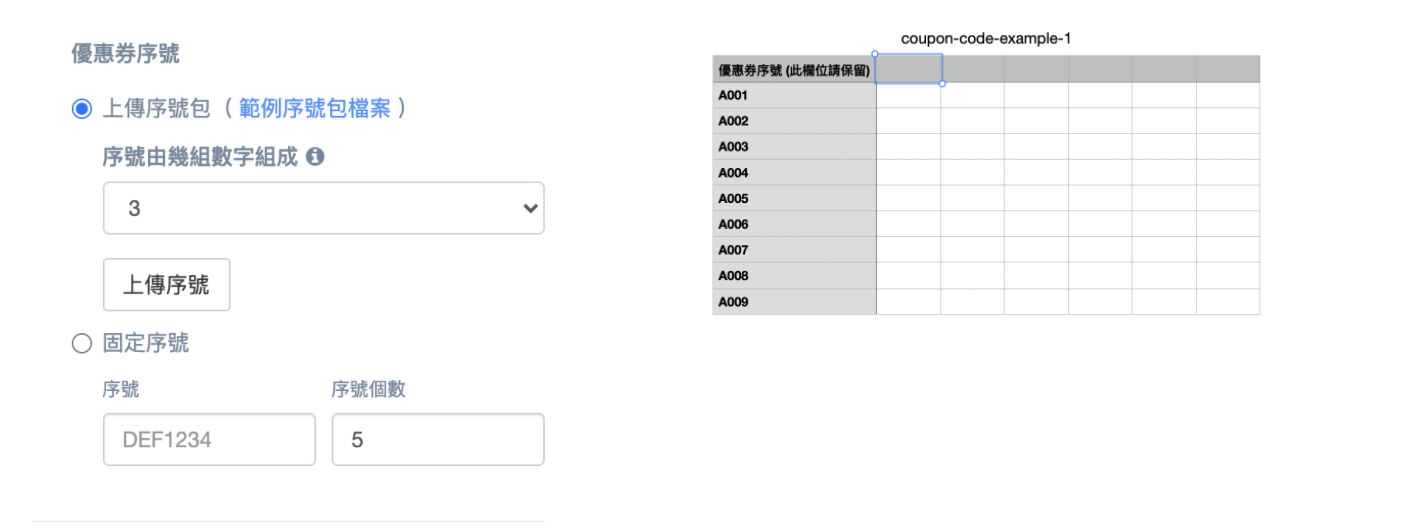 優惠券序號
上傳序號包 ( 範例序號包檔案 )
序號由幾組數字組成
3
上傳序號
固定序號
序號 序號個數
DEF1234 5
coupon-code-example-1
優惠券序號 (此欄位請保留)
A001
A002
A003
A004
A005
A006
A007
A008
A009